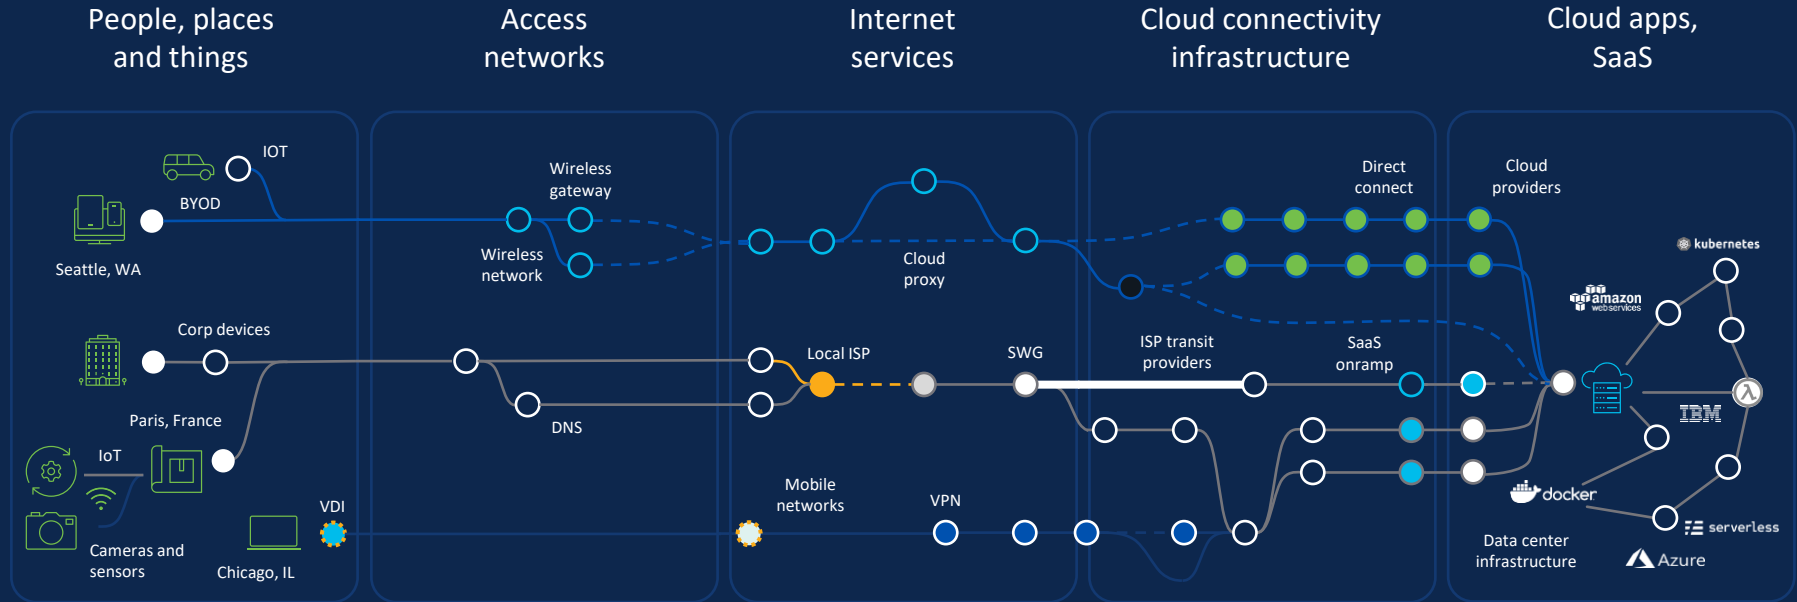 People, places
and things
Access
networks
Internet
services
Cloud connectivity
infrastructure
Cloud apps,
SaaS
IOT
BYOD
Seattle, WA
Corp devices
Paris, France
IoT
Cameras and
sensors
VDI
Chicago, IL
Wireless
gateway
Wireless
network
DNS
Cloud
proxy
Local ISP
SWG
Mobile
networks
VPN
Direct
connect
ISP transit
providers
SaaS
onramp
Cloud
providers
kubernetes
amazon
webservices
λ
IBM
docker
serverless
Data center
infrastructure
Azure